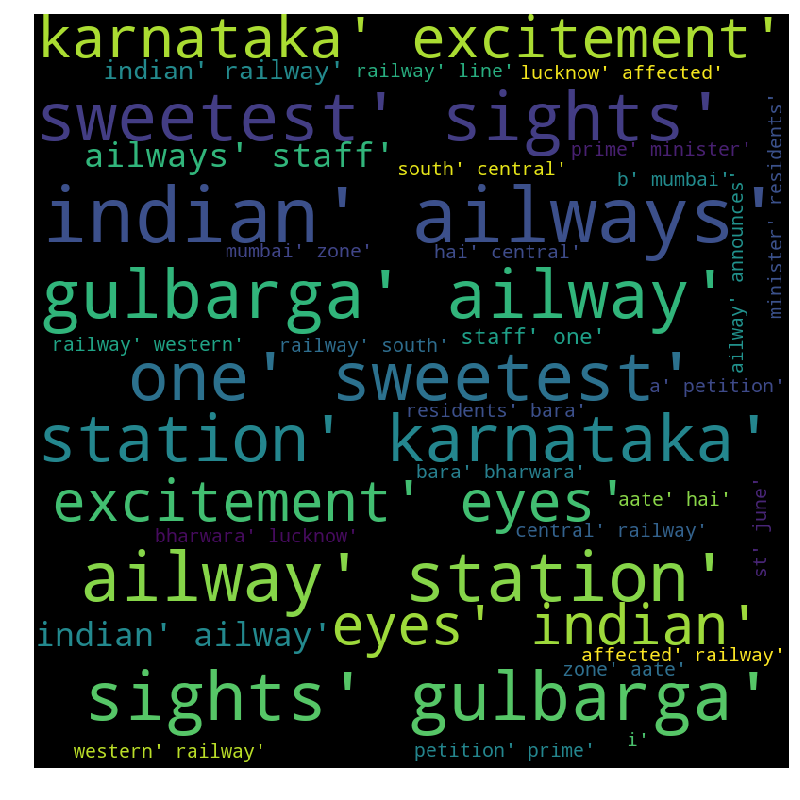 karnataka' excitement'
indian' railway' railway' line' lucknow' affected'
sweetest' sights'
ailways' staff' prime' minister'
south' central'
b' mumbai'
minister' residents'
indian' ailways'
ailway' announces'
mumbai' zone' hai' central'
gulbarga' ailway'
railway' western' railway' south' staff' one'
one' sweetest'
a' petition'
residents' bara'
station' karnataka'
bara' bharwara'
excitement' eyes'
aate' hai'
st' june'
bharwara' lucknow' central' railway'
ailway' station'
indian' ailway' eyes' indian'
affected' railway'
zone' aate'
sights' gulbarga'
i'
western' railway' petition' prime'